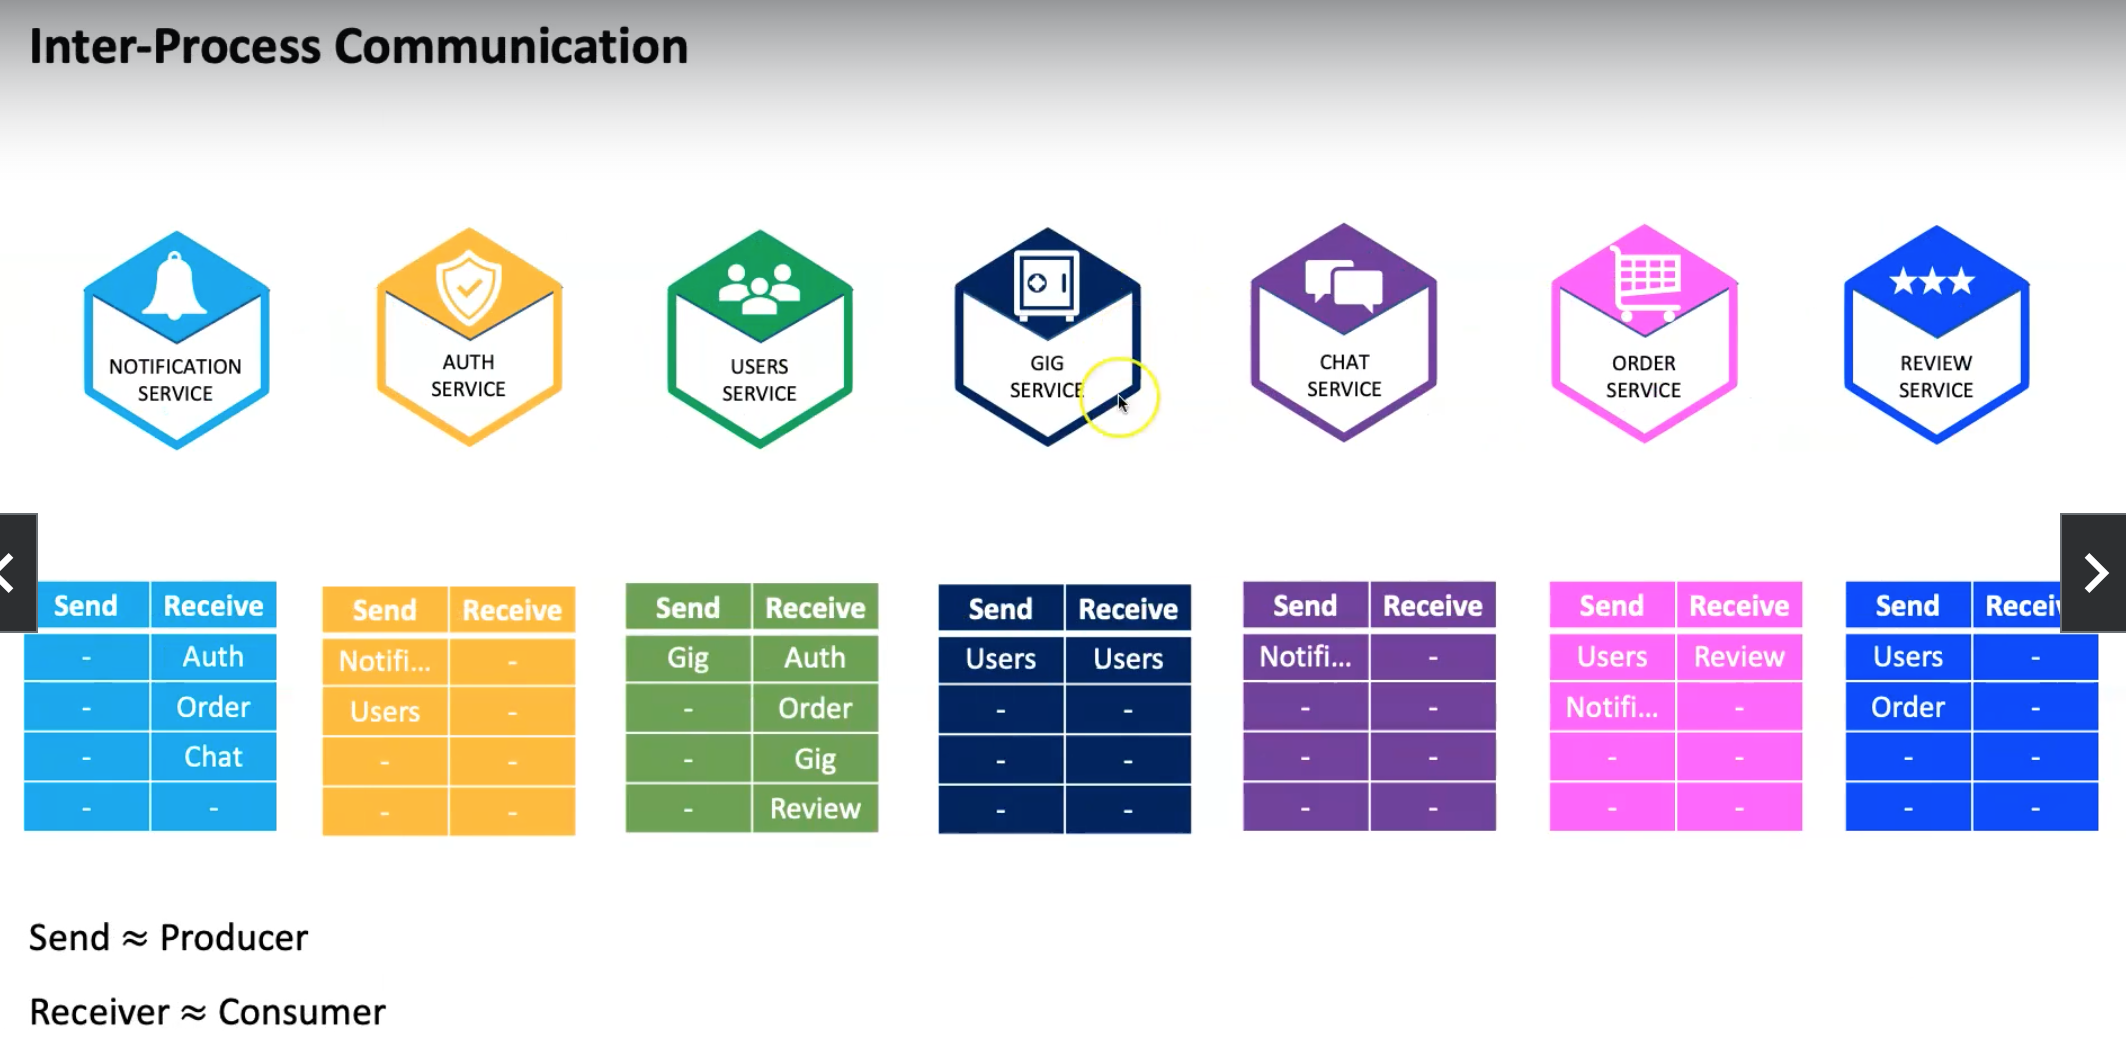 Inter-Process Communication
NOTIFICATION
SERVICE
AUTH
SERVICE
USERS
SERVICE
GIG
SERVICE
CHAT
SERVICE
ORDER
SERVICE
REVIEW
SERVICE
Send Receive
- Auth
- Order
- Chat
- -
Send Receive
Notifi... -
Users -
- -
- -
Send Receive
Gig Auth
- Order
- Gig
- Review
Send Receive
Users Users
- -
- -
- -
Send Receive
Notifi... -
- -
- -
- -
Send Receive
Users Review
Notifi... -
- -
- -
Send Recei
Users -
Order -
- -
- -
Send ≈ Producer
Receiver ≈ Consumer